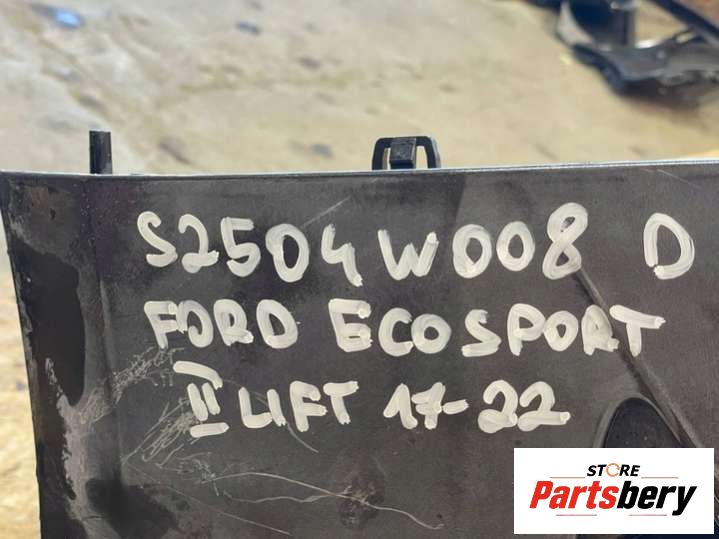 S2504W008 D
FORD ECOSPORT
II LIFT 17-22
STORE
Partsbery